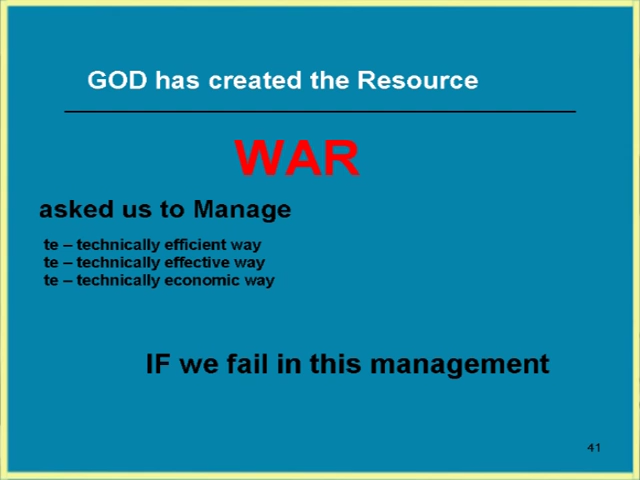 GOD has created the Resource
WAR
asked us to Manage
te – technically efficient way
te – technically effective way
te – technically economic way
IF we fail in this management
41